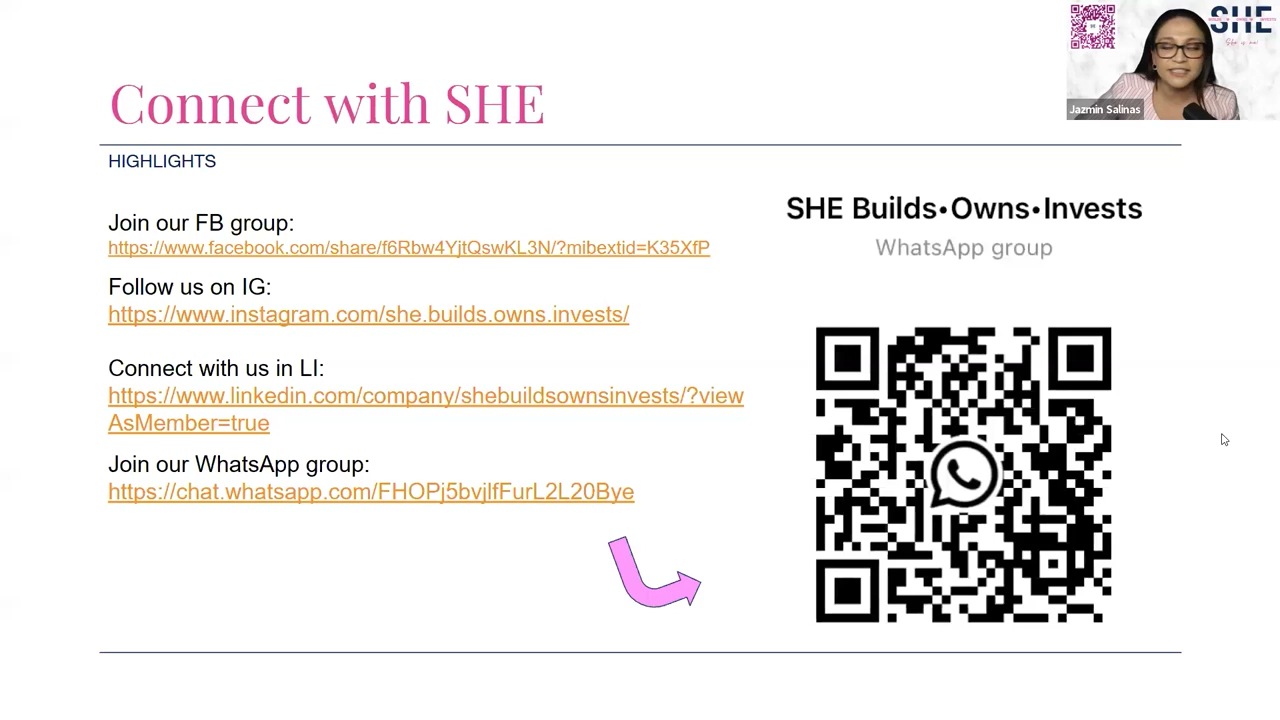 Connect with SHE
HIGHLIGHTS
Join our FB group:
https://www.facebook.com/share/f6Rbw4YjtQswKL3N/?mibextid=K35XfP
Follow us on IG:
https://www.instagram.com/she.builds.owns.invests/
Connect with us in LI:
https://www.linkedin.com/company/shebuildsownsinvests/?view
AsMember=true
Join our WhatsApp group:
https://chat.whatsapp.com/FHOPj5bvjlfFurL2L20Bye
SHE Builds•Owns•Invests
WhatsApp group
SHE
Jazmin Salinas